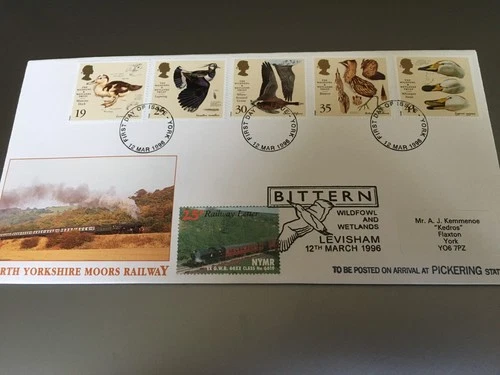 19
30
35
FIRST DAY OF ISSUE · YORK
12 MAR 1996
FIRST DAY OF ISSUE · YORK
12 MAR 1996
FIRST DAY OF ISSUE · YORK
12 MAR 1996
BITTERN
WILDFOWL
AND
WETLANDS
LEVISHAM
12TH MARCH 1996
Railway Letter
NYMR
Mr. A.J. Kemmenoe
"Kedros"
Flaxton
York
YO6 7PZ
RTH YORKSHIRE MOORS RAILWAY
TO BE POSTED ON ARRIVAL AT PICKERING STAT